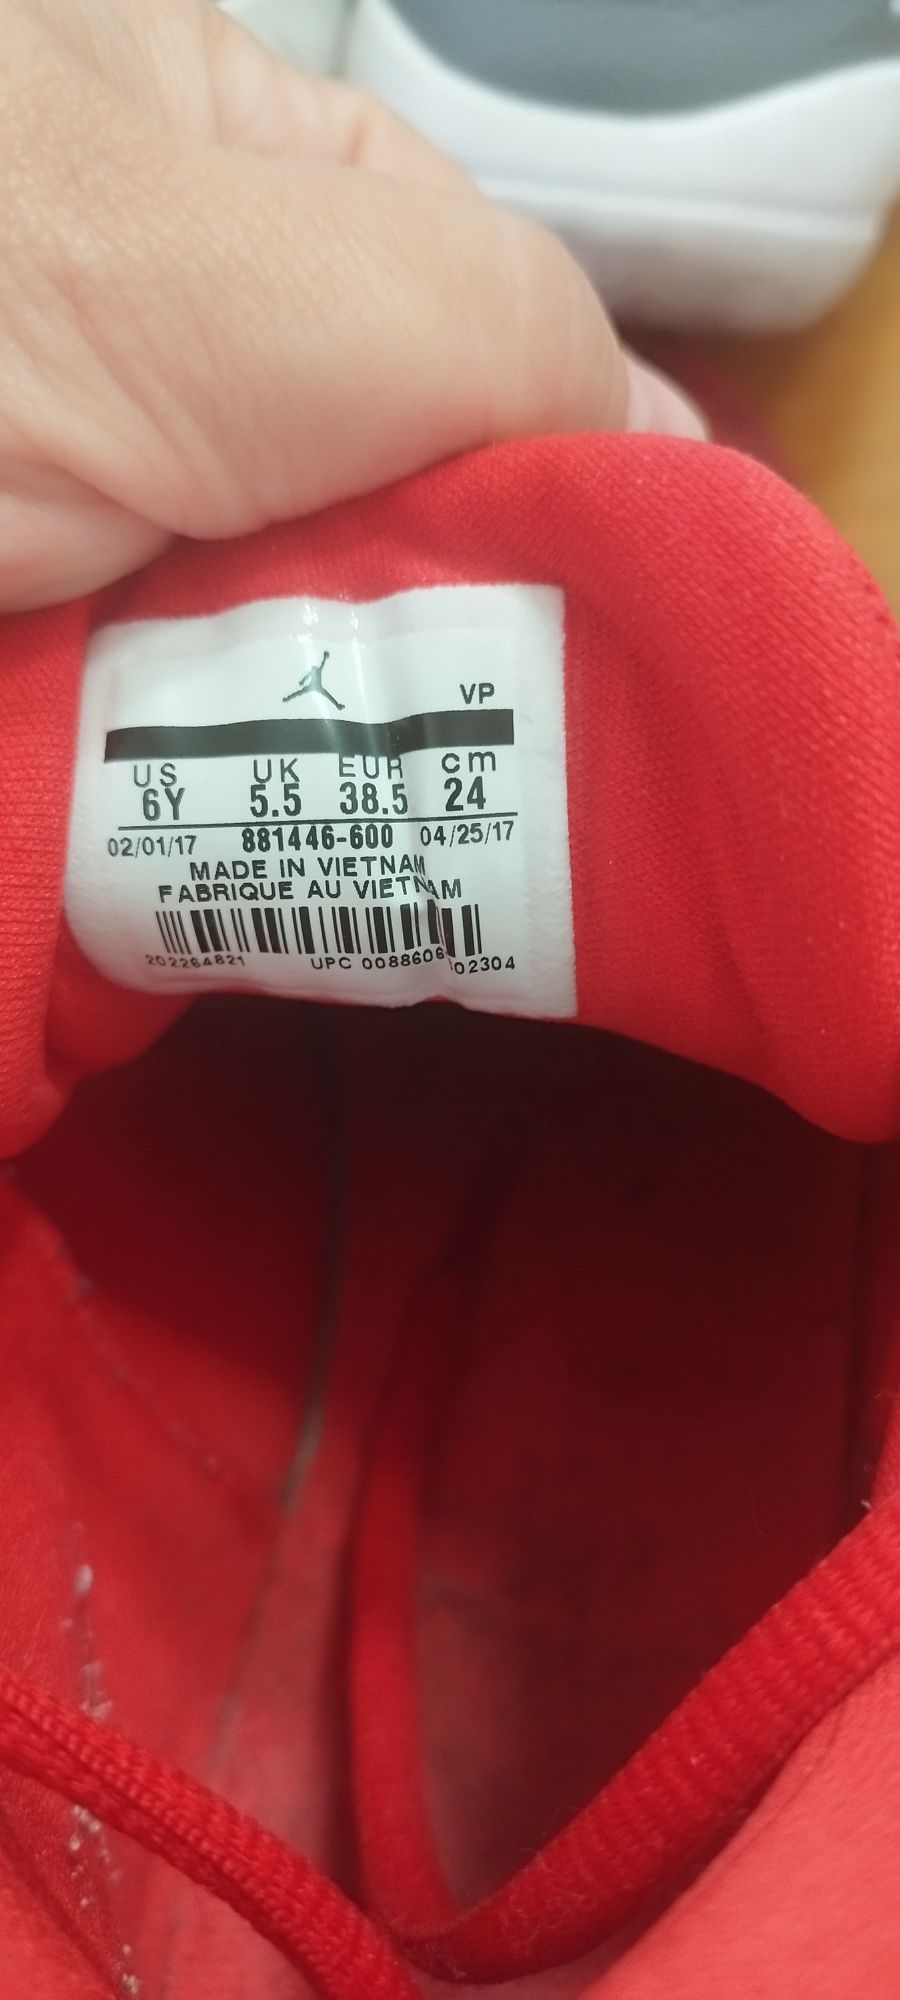 VP
US UK EUR cm
6Y 5.5 38.5 24
02/01/17 881446-600 04/25/17
MADE IN VIETNAM
FABRIQUE AU VIETNAM
202264821 UPC 0088606
02304